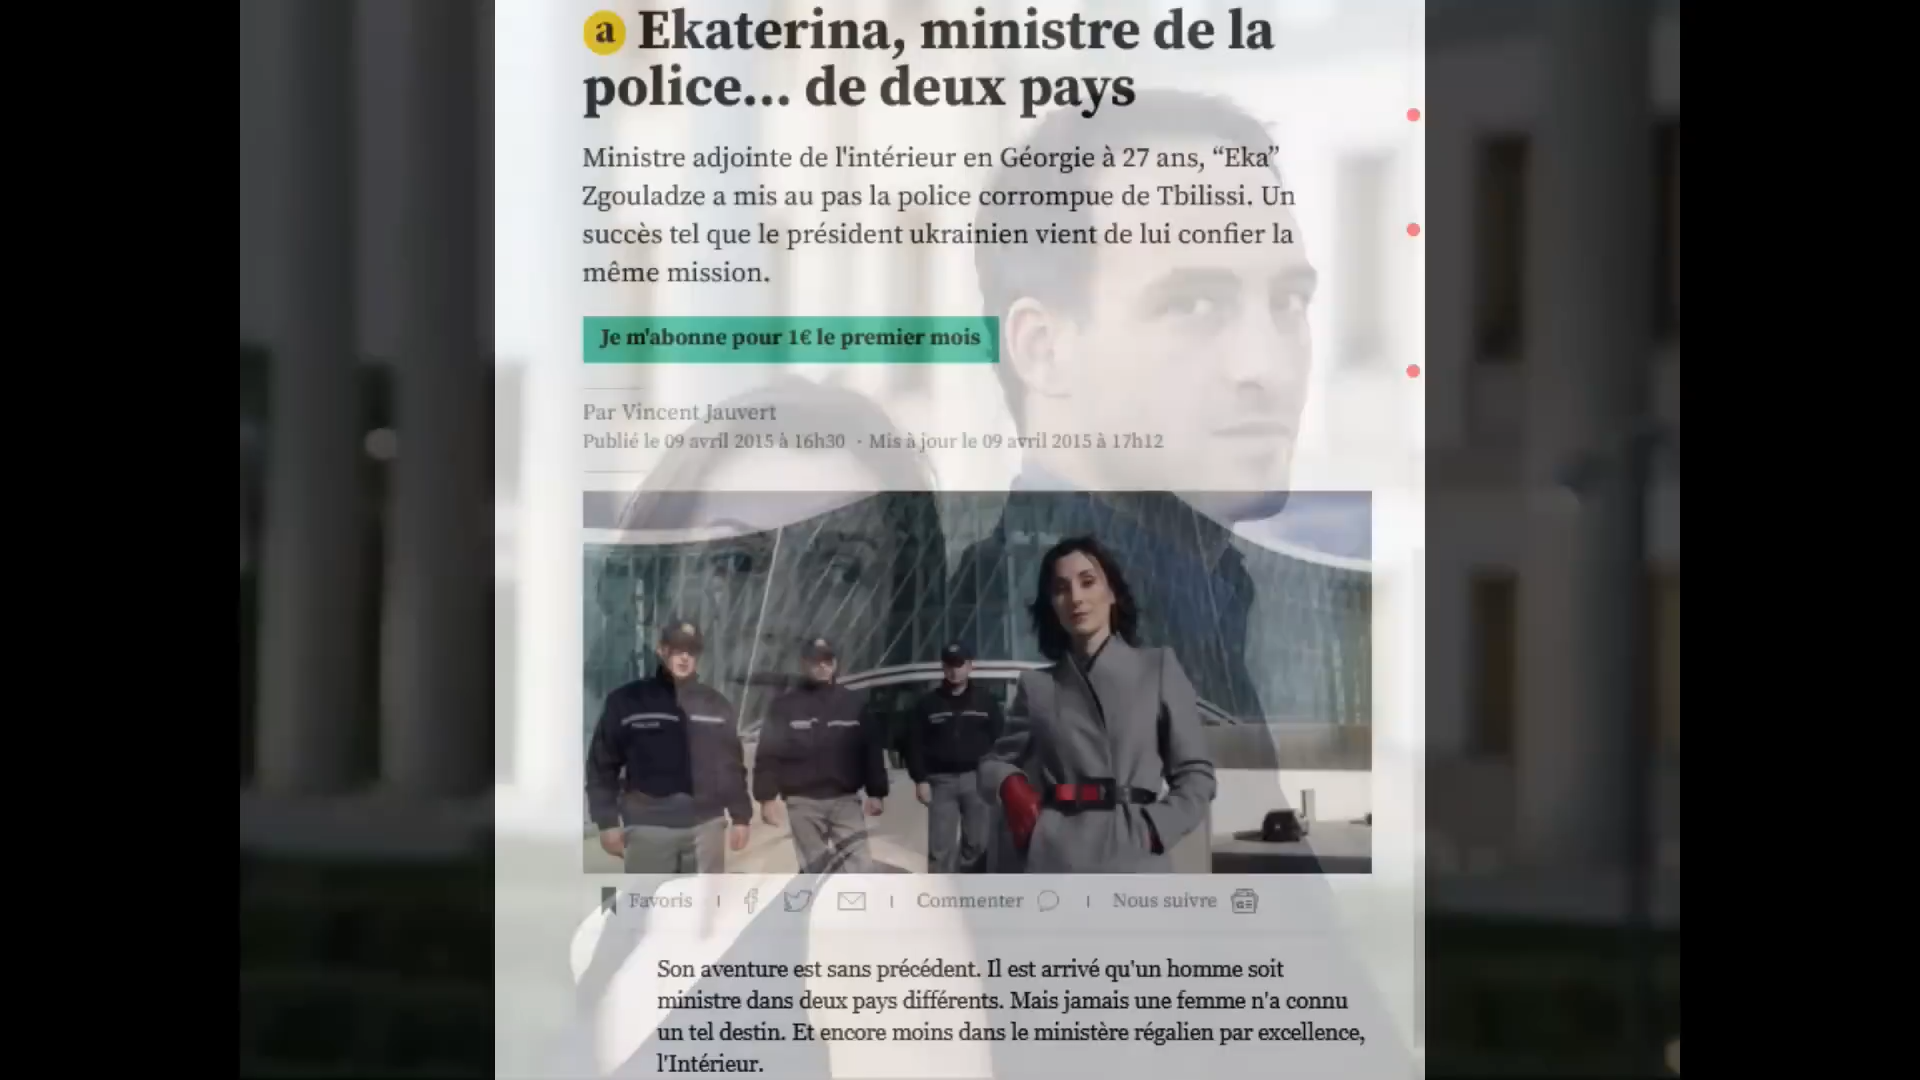 a Ekaterina, ministre de la
police... de deux pays
Ministre adjointe de l'intérieur en Géorgie à 27 ans, “Eka”
Zgouladze a mis au pas la police corrompue de Tbilissi. Un
succès tel que le président ukrainien vient de lui confier la
même mission.
Je m'abonne pour 1€ le premier mois
Par Vincent Jauvert
Publié le 09 avril 2015 à 16h30 · Mis à jour le 09 avril 2015 à 17h12
Favoris
Commenter
Nous suivre
Son aventure est sans précédent. Il est arrivé qu'un homme soit
ministre dans deux pays différents. Mais jamais une femme n'a connu
un tel destin. Et encore moins dans le ministère régalien par excellence,
l'Intérieur.